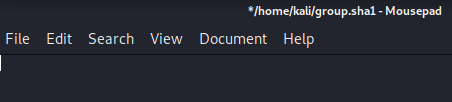 */home/kali/group.sha1 - Mousepad
File Edit Search View Document Help